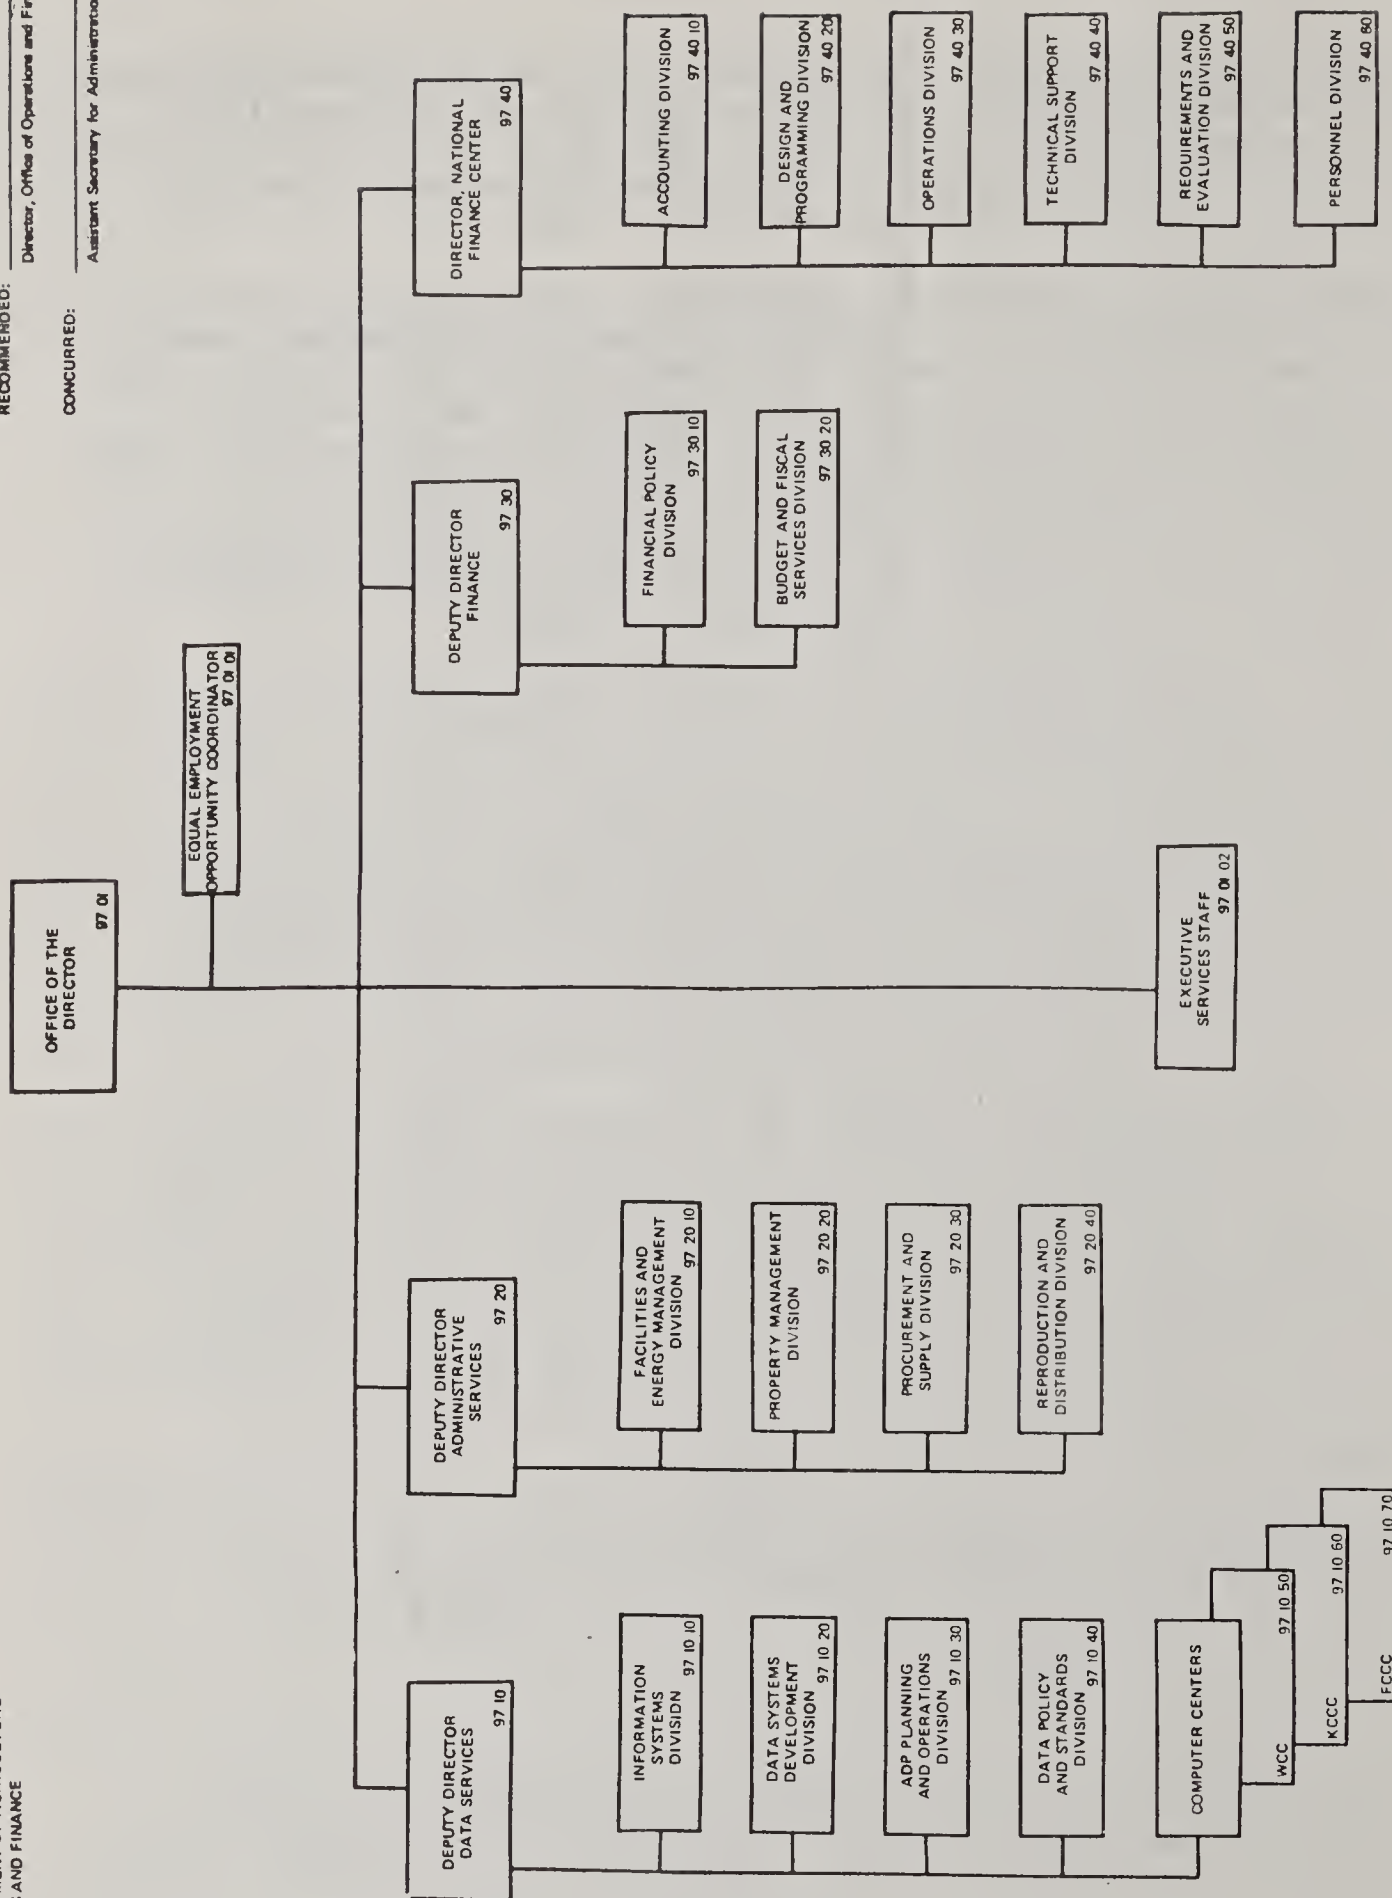 AND FINANCE
OFFICE OF THE
DIRECTOR
97 01
RECOMMENDED:
Director, Office of Operations and
CONCURRED:
Assistant Secretary for
EQUAL EMPLOYMENT
OPPORTUNITY COORDINATOR
97 01 01
DEPUTY DIRECTOR
DATA SERVICES
97 10
INFORMATION
SYSTEMS
DIVISION
97 10 10
DATA SYSTEMS
DEVELOPMENT
DIVISION
97 10 20
ADP PLANNING
AND OPERATIONS
DIVISION
97 10 30
DATA POLICY
AND STANDARDS
DIVISION
97 10 40
COMPUTER CENTERS
WCC 97 10 50
KCCC 97 10 60
FCCC 97 10 70
DEPUTY DIRECTOR
ADMINISTRATIVE
SERVICES
97 20
FACILITIES AND
ENERGY MANAGEMENT
DIVISION
97 20 10
PROPERTY MANAGEMENT
DIVISION
97 20 20
PROCUREMENT AND
SUPPLY DIVISION
97 20 30
REPRODUCTION AND
DISTRIBUTION DIVISION
97 20 40
EXECUTIVE
SERVICES STAFF
97 01 02
DEPUTY DIRECTOR
FINANCE
97 30
FINANCIAL POLICY
DIVISION
97 30 10
BUDGET AND FISCAL
SERVICES DIVISION
97 30 20
DIRECTOR, NATIONAL
FINANCE CENTER
97 40
ACCOUNTING DIVISION
97 40 10
DESIGN AND
PROGRAMMING DIVISION
97 40 20
OPERATIONS DIVISION
97 40 30
TECHNICAL SUPPORT
DIVISION
97 40 40
REQUIREMENTS AND
EVALUATION DIVISION
97 40 50
PERSONNEL DIVISION
97 40 80